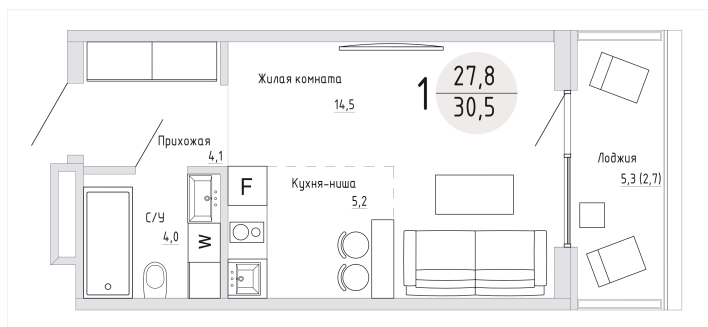 Жилая комната
14,5
1
27,8
30,5
Прихожая
4,1
Лоджия
5,3 (2,7)
Кухня-ниша
5,2
F
С/У
4,0
W